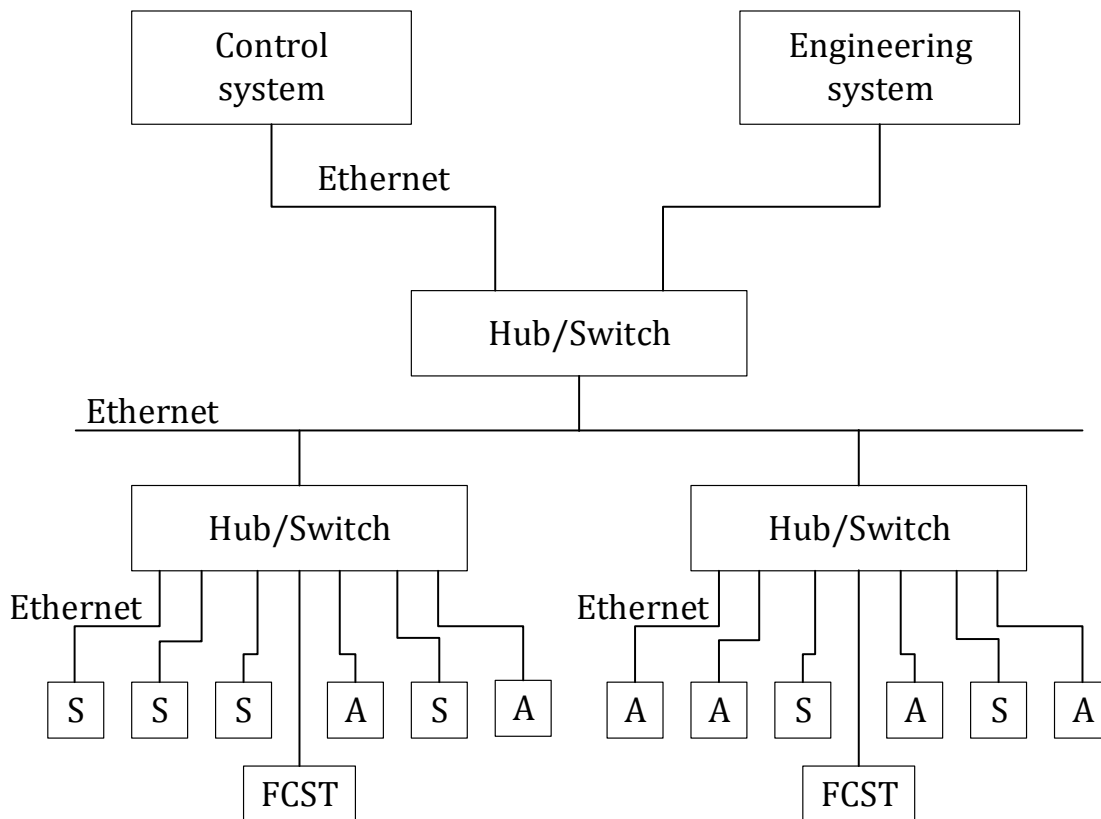 Control
system
Engineering
system
Ethernet
Hub/Switch
Ethernet
Hub/Switch
Hub/Switch
Ethernet
Ethernet
S
S
S
A
S
A
A
A
S
A
S
A
FCST
FCST